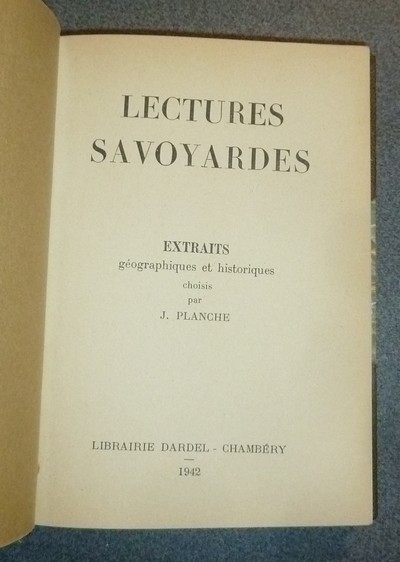 LECTURES
SAVOYARDES
EXTRAITS
géographiques et historiques
choisis
par
J. PLANCHE
LIBRAIRIE DARDEL - CHAMBÉRY
1942